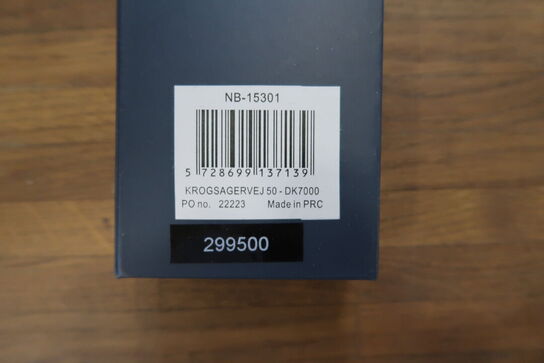 NB-15301
5 728699 137139
KROGSAGERVEJ 50 - DK7000
PO no. 22223 Made in PRC
299500